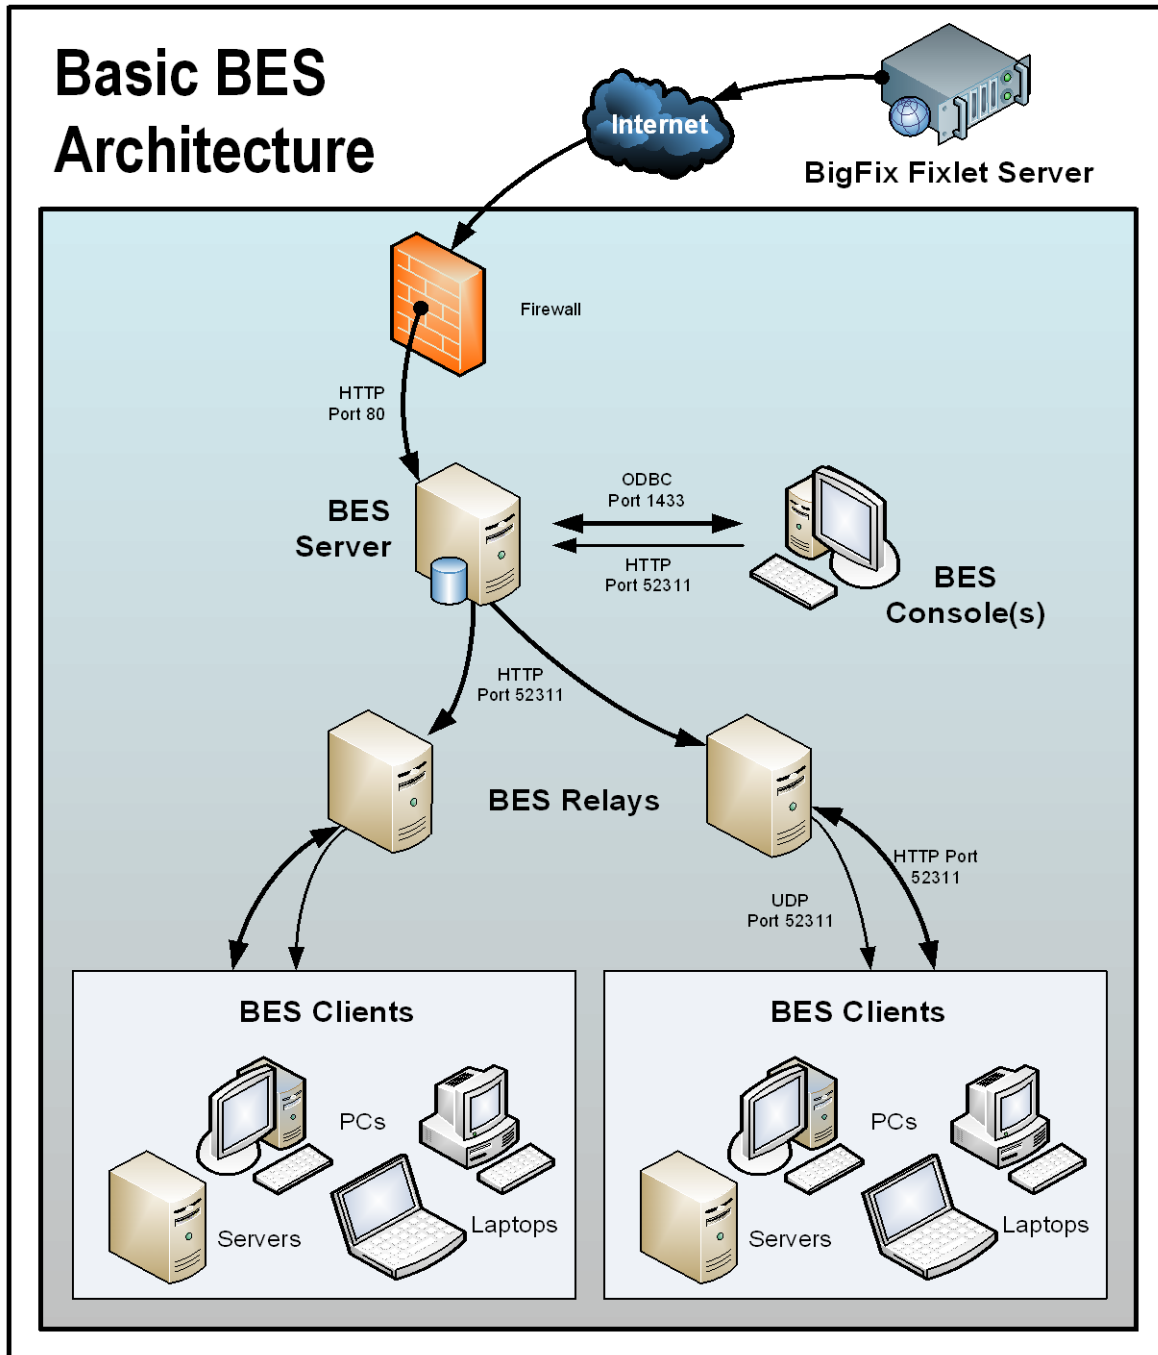 Basic BES
Architecture
Internet
BigFix Fixlet Server
Firewall
HTTP
Port 80
BES
Server
ODBC
Port 1433
HTTP
Port 52311
BES
Console(s)
HTTP
Port 52311
BES Relays
HTTP Port
52311
UDP
Port 52311
BES Clients
PCs
Servers
Laptops
BES Clients
PCs
Servers
Laptops